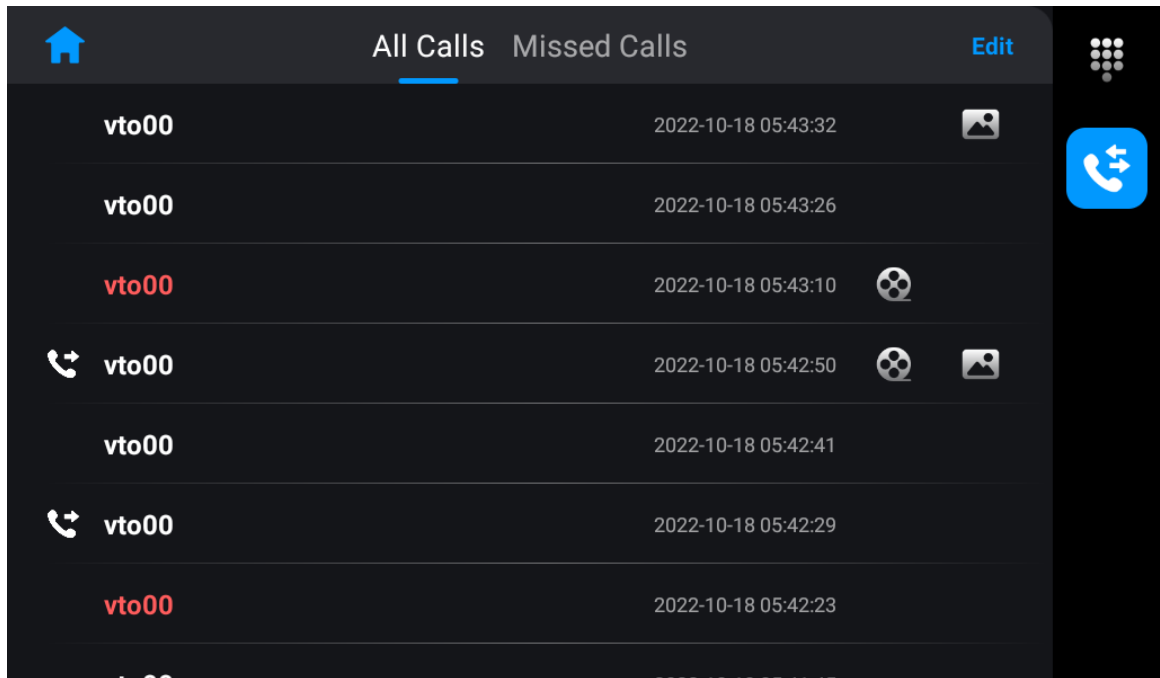 All Calls Missed Calls Edit
vto00 2022-10-18 05:43:32
vto00 2022-10-18 05:43:26
vto00 2022-10-18 05:43:10
vto00 2022-10-18 05:42:50
vto00 2022-10-18 05:42:41
vto00 2022-10-18 05:42:29
vto00 2022-10-18 05:42:23